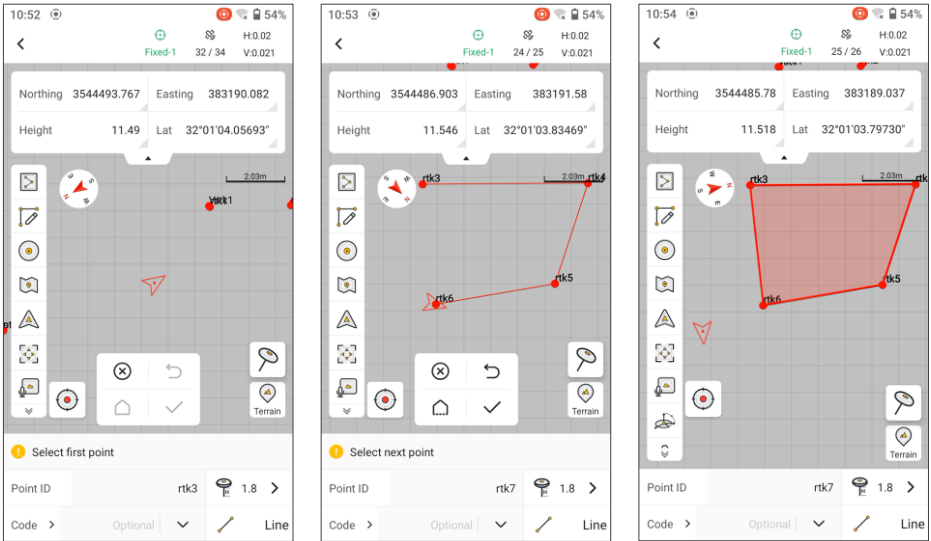 10:52
54%
H:0.02
Fixed-1
32 / 34
V:0.021
Northing 3544493.767
Easting 383190.082
Height 11.49
Lat 32°01'04.05693"
2.03m
Terrain
Select first point
Point ID rtk3
1.8
Code
Optional
Line
10:53
54%
H:0.02
Fixed-1
24 / 25
V:0.021
Northing 3544486.903
Easting 383191.58
Height 11.546
Lat 32°01'03.83469"
2.03m
rtk3
rtk4
rtk5
rtk6
Terrain
Select next point
Point ID rtk7
1.8
Code
Optional
Line
10:54
54%
H:0.02
Fixed-1
25 / 26
V:0.021
Northing 3544485.78
Easting 383189.037
Height 11.518
Lat 32°01'03.79730"
2.03m
rtk3
rtk5
rtk6
Terrain
Point ID rtk7
1.8
Code
Optional
Line